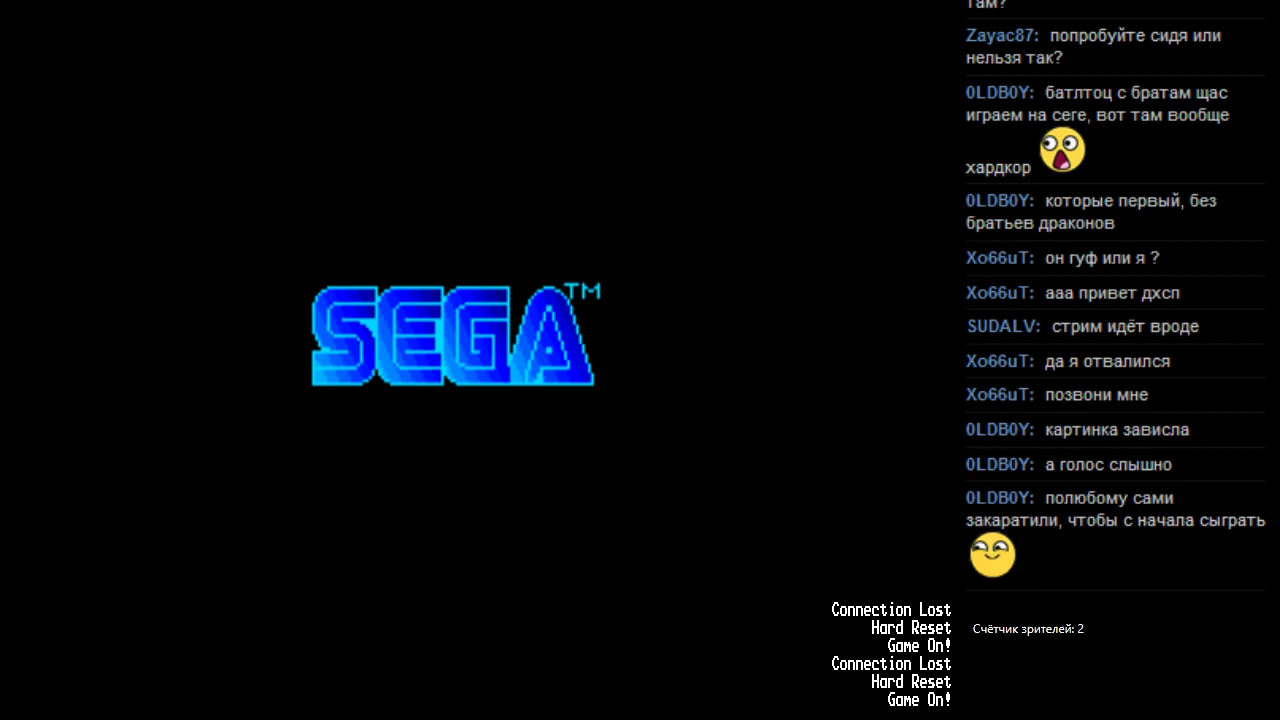 SEGA™
там?
Zayac87: попробуйте сидя или
нельзя так?
0LDB0Y: батлтоц с братам щас
играем на сеге, вот там вообще
хардкор
0LDB0Y: которые первый, без
братьев драконов
Xo66uT: он гуф или я ?
Xo66uT: ааа привет дхсп
SUDALV: стрим идёт вроде
Xo66uT: да я отвалился
Xo66uT: позвони мне
0LDB0Y: картинка зависла
0LDB0Y: а голос слышно
0LDB0Y: полюбому сами
закаратили, чтобы с начала сыграть
Connection Lost
Hard Reset
Game On!
Connection Lost
Hard Reset
Game On!
Счётчик зрителей: 2